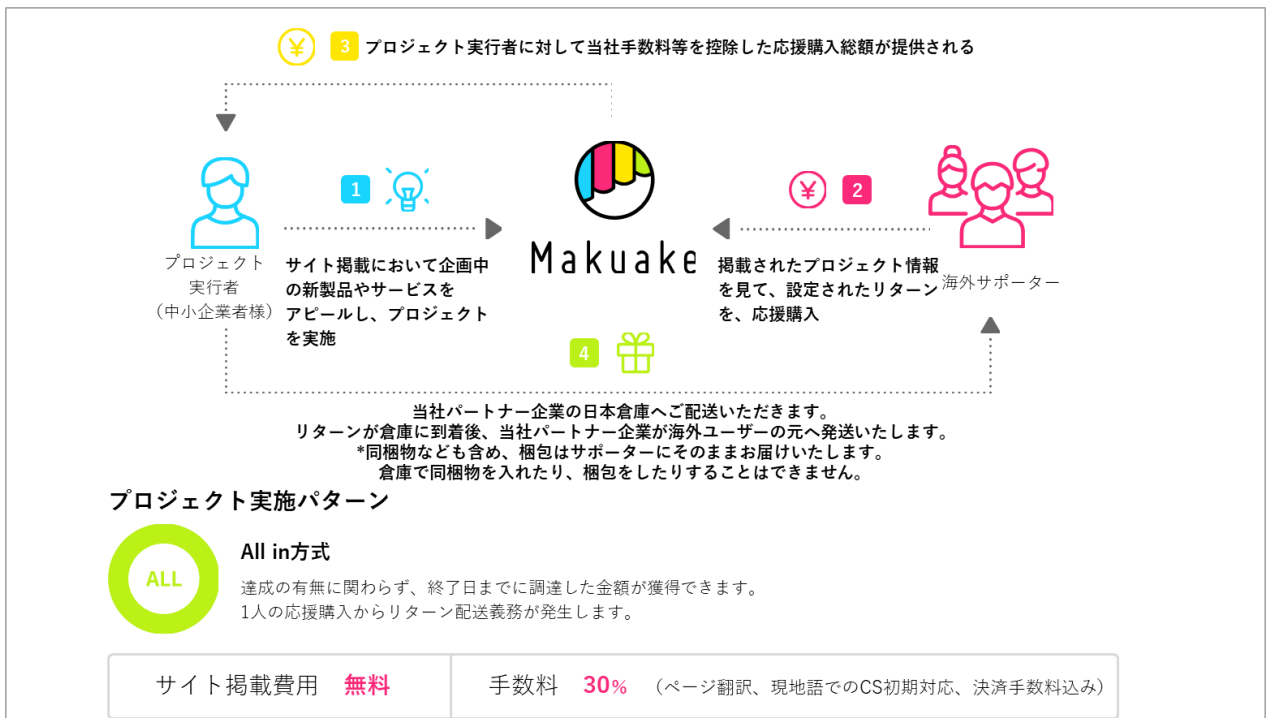 3 プロジェクト実行者に対して当社手数料等を控除した応援購入総額が提供される
1
2
Makuake
プロジェクト
実行者
（中小企業者様）
サイト掲載において企画中
の新製品やサービスを
アピールし、プロジェクト
を実施
掲載されたプロジェクト情報
を見て、設定されたリターン
を、応援購入
海外サポーター
4
当社パートナー企業の日本倉庫へご配送いただきます。
リターンが倉庫に到着後、当社パートナー企業が海外ユーザーの元へ発送いたします。
*同梱物なども含め、梱包はサポーターにそのままお届けいたします。
倉庫で同梱物を入れたり、梱包をしたりすることはできません。
プロジェクト実施パターン
ALL
All in方式
達成の有無に関わらず、終了日までに調達した金額が獲得できます。
1人の応援購入からリターン配送義務が発生します。
サイト掲載費用 無料
手数料 30% （ページ翻訳、現地語でのCS初期対応、決済手数料込み）